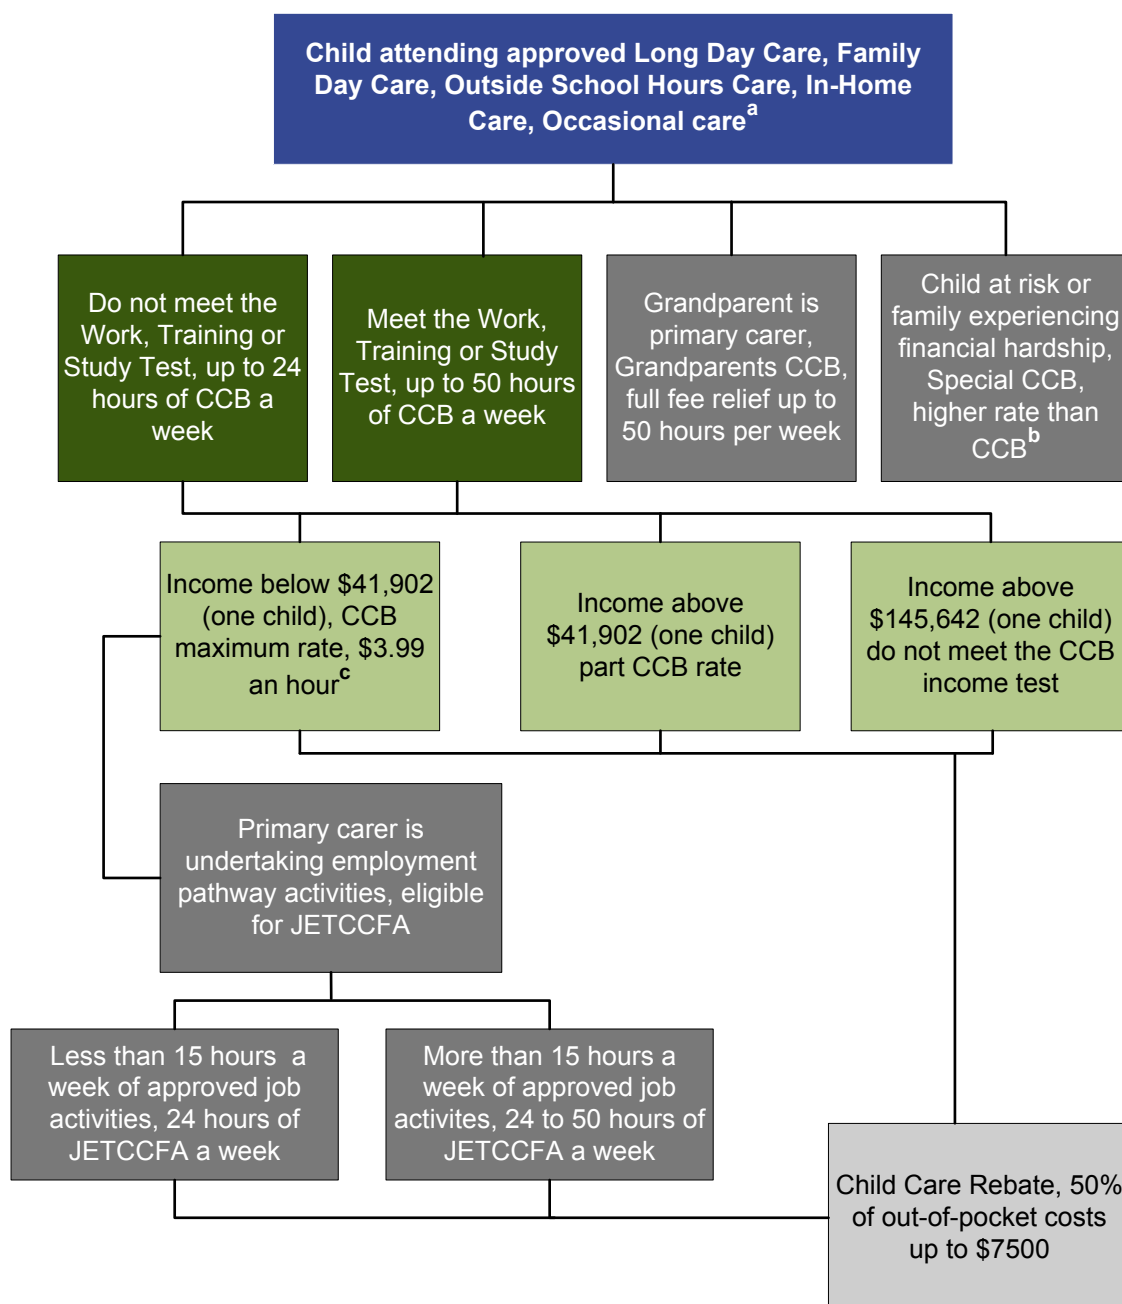 Child attending approved Long Day Care, Family
Day Care, Outside School Hours Care, In-Home
Care, Occasional care a
Do not meet the
Work, Training or
Study Test, up to 24
hours of CCB a
week
Meet the Work,
Training or Study
Test, up to 50 hours
of CCB a week
Grandparent is
primary carer,
Grandparents CCB,
full fee relief up to
50 hours per week
Child at risk or
family experiencing
financial hardship,
Special CCB,
higher rate than
CCB b
Income below $41,902
(one child), CCB
maximum rate, $3.99
an hour c
Income above
$41,902 (one child)
part CCB rate
Income above
$145,642 (one child)
do not meet the CCB
income test
Primary carer is
undertaking employment
pathway activities, eligible
for JETCCFA
Less than 15 hours a
week of approved job
activities, 24 hours of
JETCCFA a week
More than 15 hours a
week of approved job
activites, 24 to 50 hours of
JETCCFA a week
Child Care Rebate, 50%
of out-of-pocket costs
up to $7500